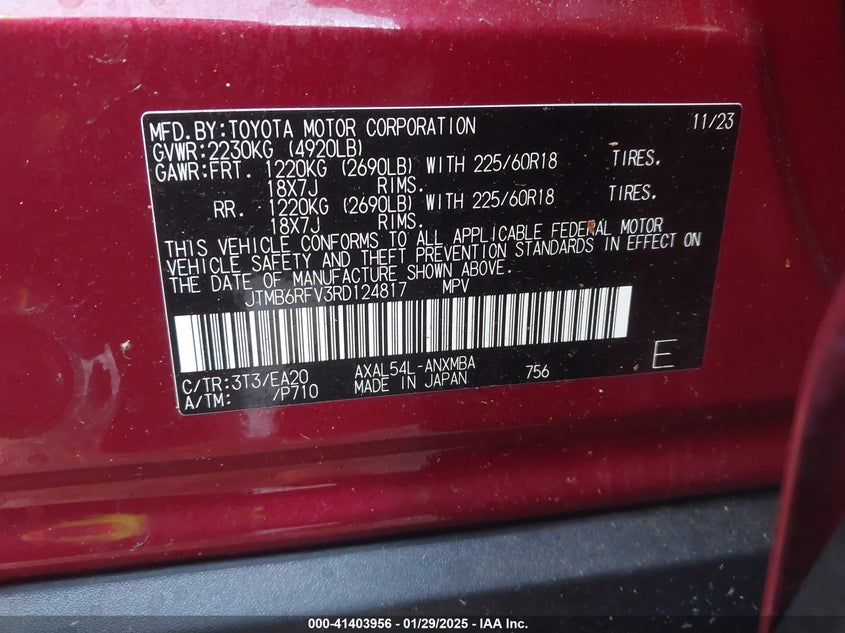 MFD.BY:TOYOTA MOTOR CORPORATION 11/23
GVWR:2230KG (4920LB)
GAWR:FRT. 1220KG (2690LB) WITH 225/60R18 TIRES.
18X7J RIMS.
RR. 1220KG (2690LB) WITH 225/60R18 TIRES.
18X7J RIMS.
THIS VEHICLE CONFORMS TO ALL APPLICABLE FEDERAL MOTOR
VEHICLE SAFETY AND THEFT PREVENTION STANDARDS IN EFFECT ON
THE DATE OF MANUFACTURE SHOWN ABOVE.
JTMB6RFV3RD124817 MPV
C/TR:3T3/EA20 AXAL54L-ANXMBA 756 E
A/TM: /P710 MADE IN JAPAN
000-41403956 - 01/29/2025 - IAA Inc.